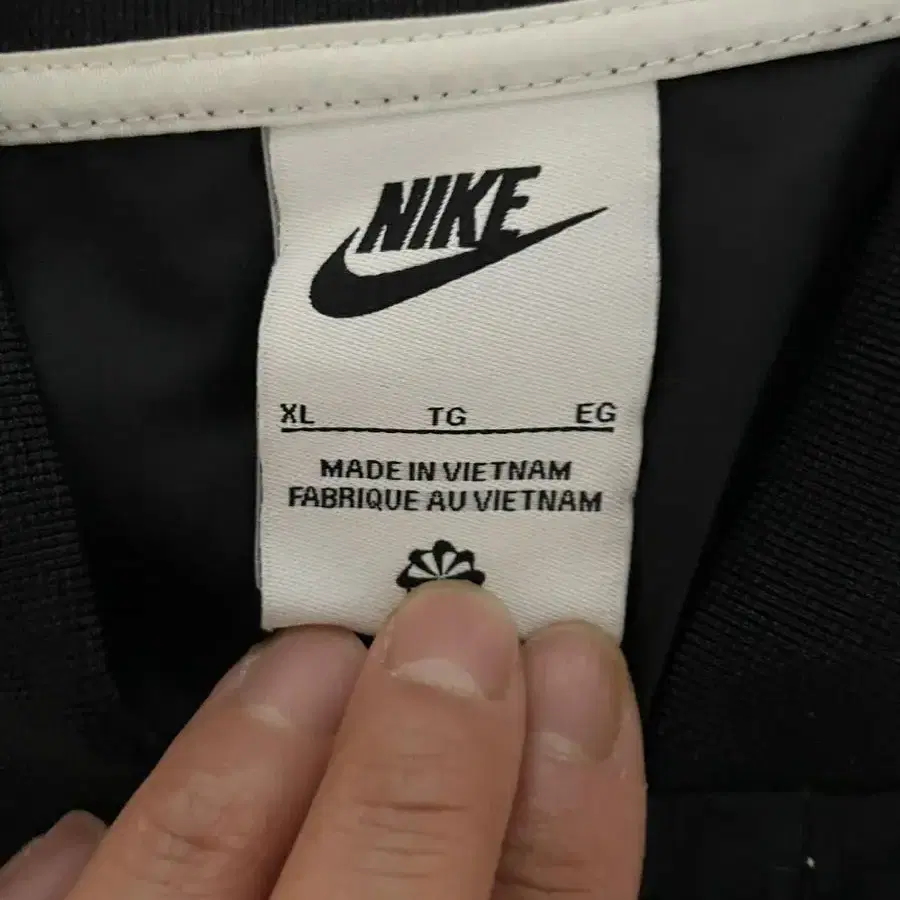 NIKE
XL TG EG
MADE IN VIETNAM
FABRIQUE AU VIETNAM